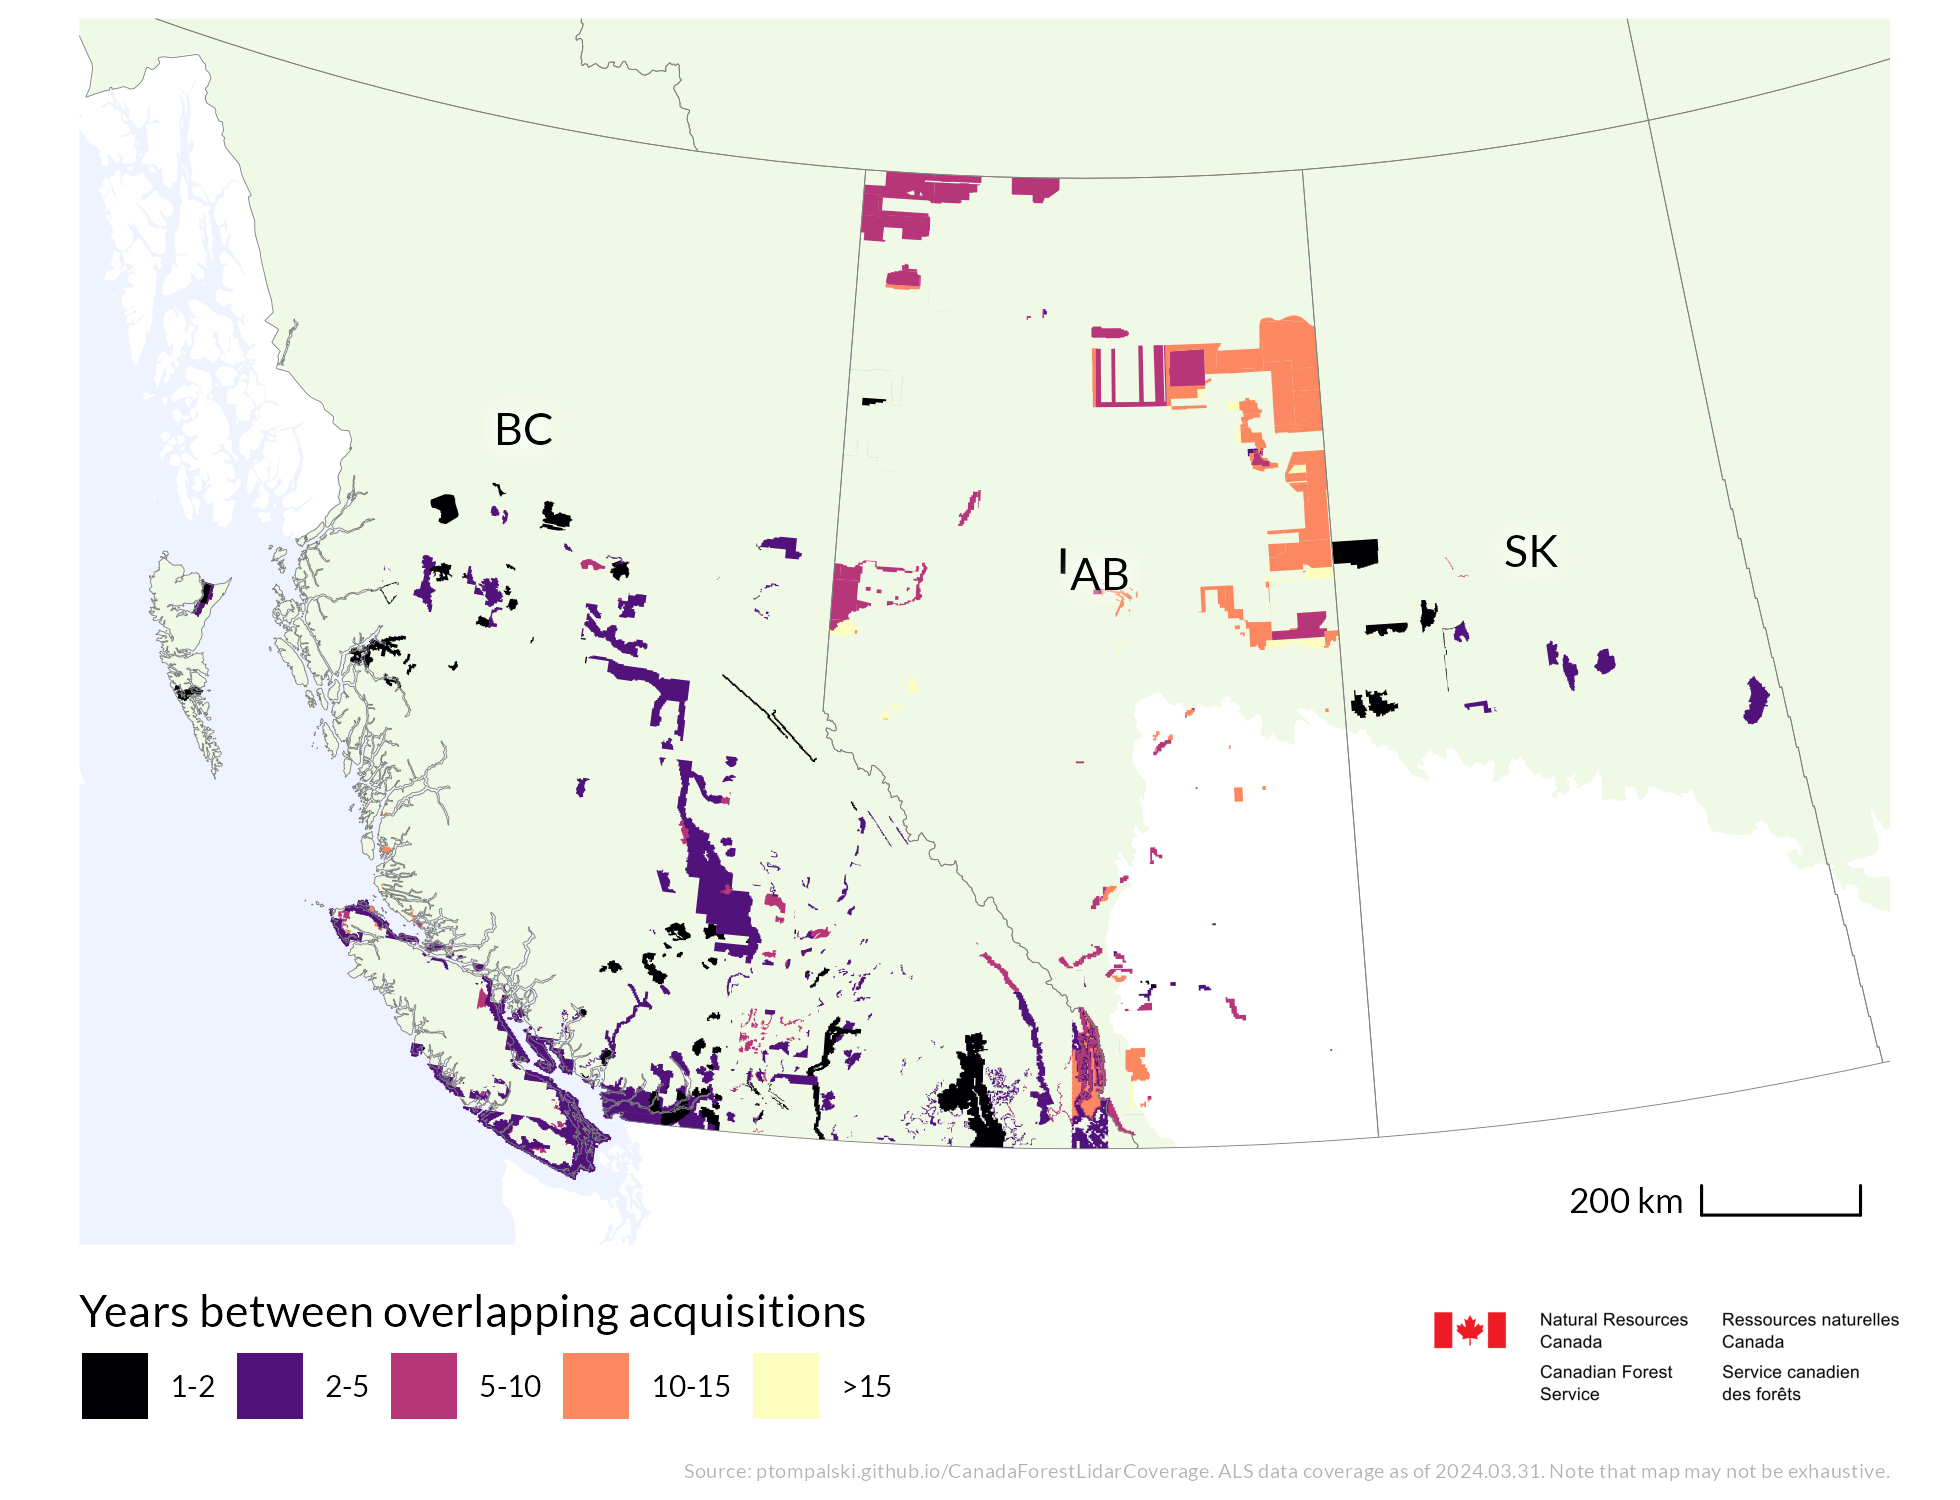 BC
SK
AB
200 km
Years between overlapping acquisitions
1-2
2-5
5-10
10-15
>15
Natural Resources
Canada
Canadian Forest
Service
Ressources naturelles
Canada
Service canadien
des forêts
Source: ptompalski.github.io/CanadaForestLidarCoverage. ALS data coverage as of 2024.03.31. Note that map may not be exhaustive.